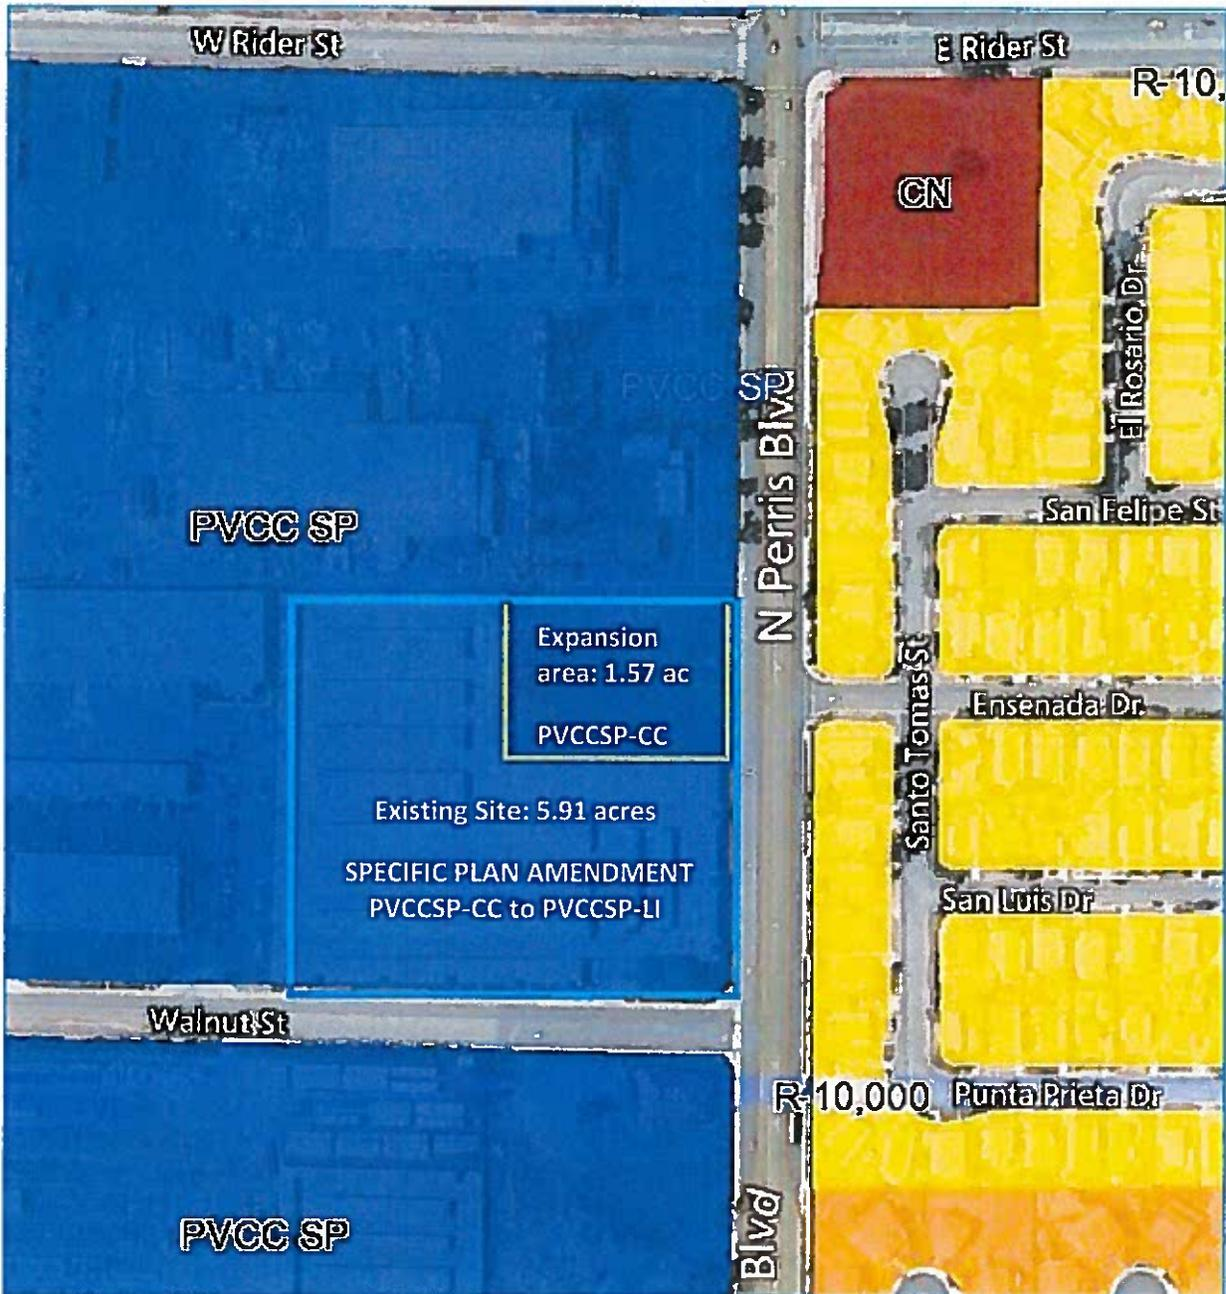 W Rider St
E Rider St
R-10,
CN
El Rosario Dr
PVCC SP
N Perris Blvd
San Felipe St
PVCC SP
Expansion
area: 1.57 ac
PVCCSP-CC
Santo Tomas St
Ensenada Dr
Existing Site: 5.91 acres
SPECIFIC PLAN AMENDMENT
PVCCSP-CC to PVCCSP-LI
San Luis Dr
Walnut St
R-10,000
Punta Prieta Dr
PVCC SP
Blvd